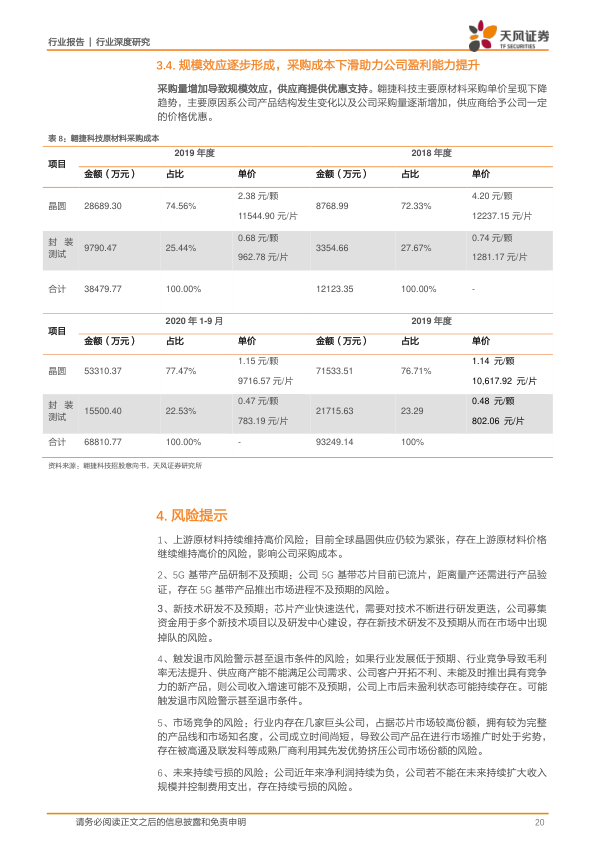 行业报告 | 行业深度研究
天风证券
TF SECURITIES
3.4. 规模效应逐步形成，采购成本下滑助力公司盈利能力提升
采购量增加导致规模效应，供应商提供优惠支持。翱捷科技主要原材料采购单价呈现下降
趋势，主要原因系公司产品结构发生变化以及公司采购量逐渐增加，供应商给予公司一定
的价格优惠。
表 8：翱捷科技原材料采购成本
项目 2019 年度 2018 年度
金额（万元） 占比 单价 金额（万元） 占比 单价
晶圆 28689.30 74.56% 2.38 元/颗 8768.99 72.33% 4.20 元/颗
11544.90 元/片 12237.15 元/片
封 装 9790.47 25.44% 0.68 元/颗 3354.66 27.67% 0.74 元/颗
测试 962.78 元/片 1281.17 元/片
合计 38479.77 100.00% 12123.35 100.00% -
项目 2020 年 1-9 月 2019 年度
金额（万元） 占比 单价 金额（万元） 占比 单价
晶圆 53310.37 77.47% 1.15 元/颗 71533.51 76.71% 1.14 元/颗
9716.57 元/片 10,617.92 元/片
封 装 15500.40 22.53% 0.47 元/颗 21715.63 23.29 0.48 元/颗
测试 783.19 元/片 802.06 元/片
合计 68810.77 100.00% - 93249.14 100%
资料来源：翱捷科技招股意向书，天风证券研究所
4. 风险提示
1、上游原材料持续维持高价风险：目前全球晶圆供应仍较为紧张，存在上游原材料价格
继续维持高价的风险，影响公司采购成本。
2、5G 基带产品研制不及预期：公司 5G 基带芯片目前已流片，距离量产还需进行产品验
证，存在 5G 基带产品推出市场进程不及预期的风险。
3、新技术研发不及预期：芯片产业快速迭代，需要对技术不断进行研发更迭，公司募集
资金用于多个新技术项目以及研发中心建设，存在新技术研发不及预期从而在市场中出现
掉队的风险。
4、触发退市风险警示甚至退市条件的风险：如果行业发展低于预期、行业竞争导致毛利
率无法提升、供应商产能不能满足公司需求、公司客户开拓不利、未能及时推出具有竞争
力的新产品，则公司收入增速可能不及预期，公司上市后未盈利状态可能持续存在。可能
触发退市风险警示甚至退市条件。
5、市场竞争的风险：行业内存在几家巨头公司，占据芯片市场较高份额，拥有较为完整
的产品线和市场知名度，公司成立时间尚短，导致公司产品在进行市场推广时处于劣势，
存在被高通及联发科等成熟厂商利用其先发优势挤压公司市场份额的风险。
6、未来持续亏损的风险：公司近年来净利润持续为负，公司若不能在未来持续扩大收入
规模并控制费用支出，存在持续亏损的风险。
请务必阅读正文之后的信息披露和免责申明 20